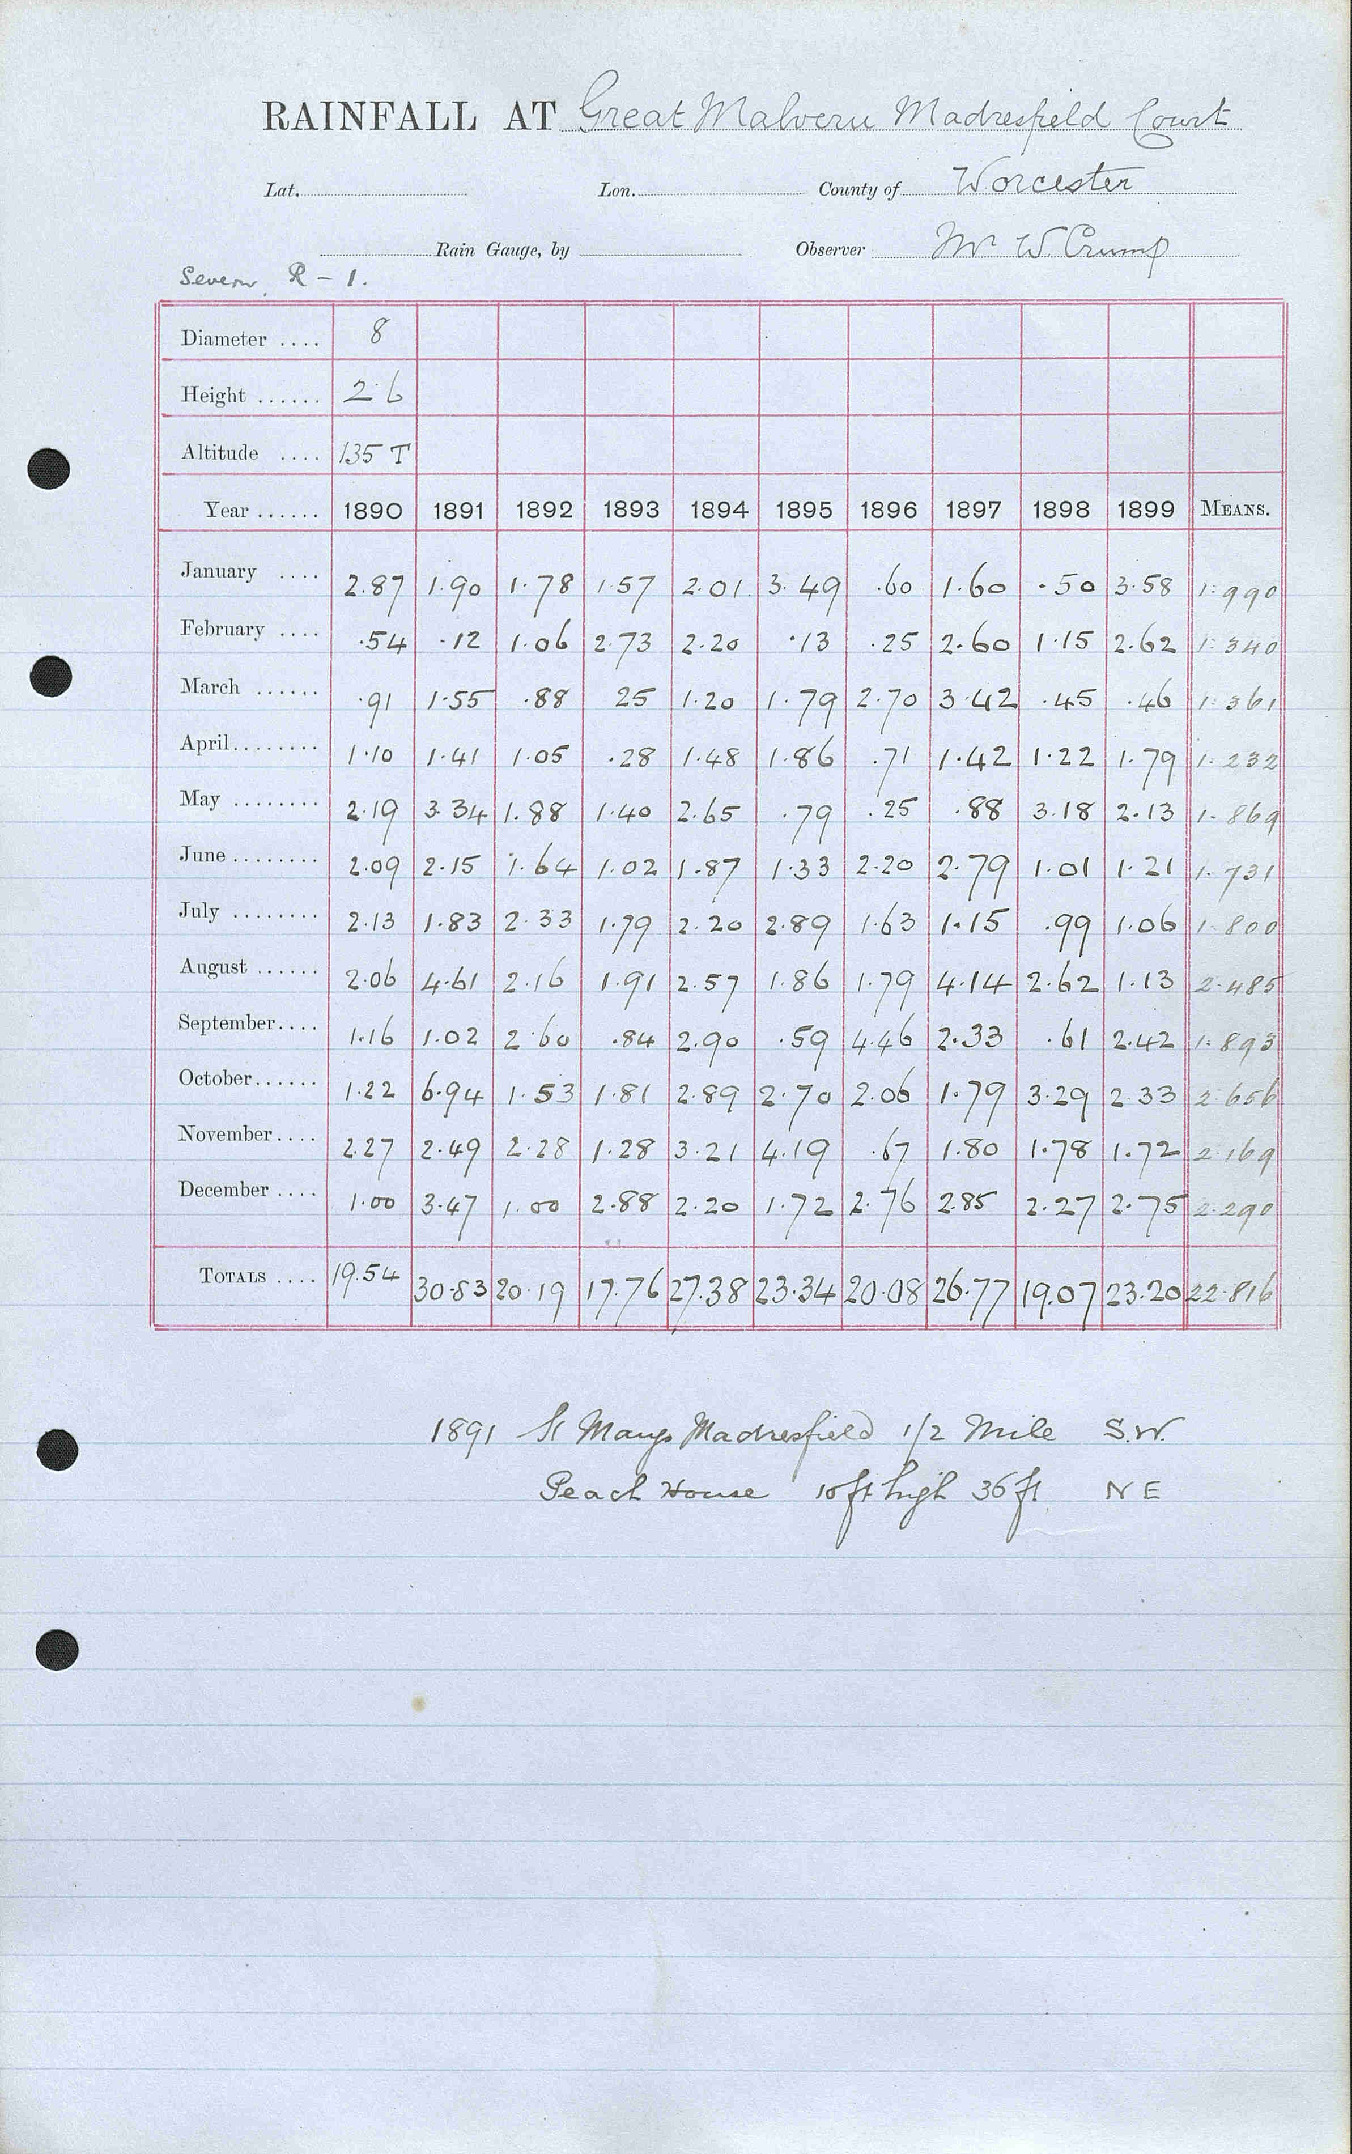 RAINFALL AT Great Malvern Madresfield Court
Lat. Lon. County of Worcester
Rain Gauge, by Observer Mr W. Crump
Severn R - 1.
Diameter .... 8
Height ...... 2 6
Altitude .... 135 T
Year ...... 1890 1891 1892 1893 1894 1895 1896 1897 1898 1899 MEANS.
January .... 2.87 1.90 1.78 1.57 2.01 3.49 .60 1.60 .50 3.58 1.990
February .... .54 .12 1.06 2.73 2.20 .13 .25 2.60 1.15 2.62 1.340
March ...... .91 1.55 .88 25 1.20 1.79 2.70 3.42 .45 .46 1.361
April........ 1.10 1.41 1.05 .28 1.48 1.86 .71 1.42 1.22 1.79 1.232
May ........ 2.19 3.34 1.88 1.40 2.65 .79 .25 .88 3.18 2.13 1.869
June ........ 2.09 2.15 1.64 1.02 1.87 1.33 2.20 2.79 1.01 1.21 1.731
July ........ 2.13 1.83 2.33 1.79 2.20 2.89 1.63 1.15 .99 1.06 1.800
August ...... 2.06 4.61 2.16 1.91 2.57 1.86 1.79 4.14 2.62 1.13 2.485
September.... 1.16 1.02 2.60 .84 2.90 .59 4.46 2.33 .61 2.42 1.893
October...... 1.22 6.94 1.53 1.81 2.89 2.70 2.06 1.79 3.29 2.33 2.656
November.... 2.27 2.49 2.28 1.28 3.21 4.19 .67 1.80 1.78 1.72 2.169
December .... 1.00 3.47 1.00 2.88 2.20 1.72 2.76 2.85 2.27 2.75 2.290
TOTALS .... 19.54 30.83 20.19 17.76 27.38 23.34 20.08 26.77 19.07 23.20 22.816
1891 St Marys Madresfield 1/2 Mile S.W.
Peach House 10 ft high 36 ft N E